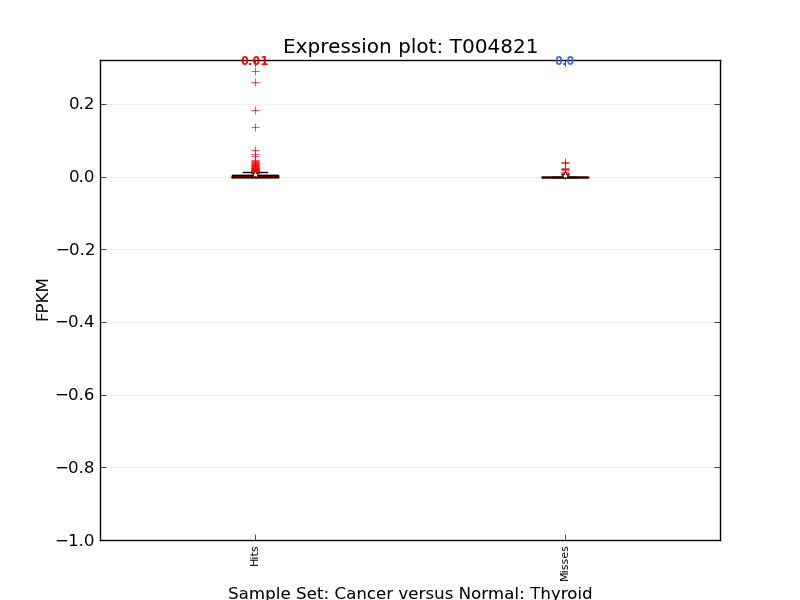 Expression plot: T004821
0.01
0.0
0.2
0.0
−0.2
−0.4
−0.6
−0.8
−1.0
FPKM
Hits
Misses
Sample Set: Cancer versus Normal: Thyroid